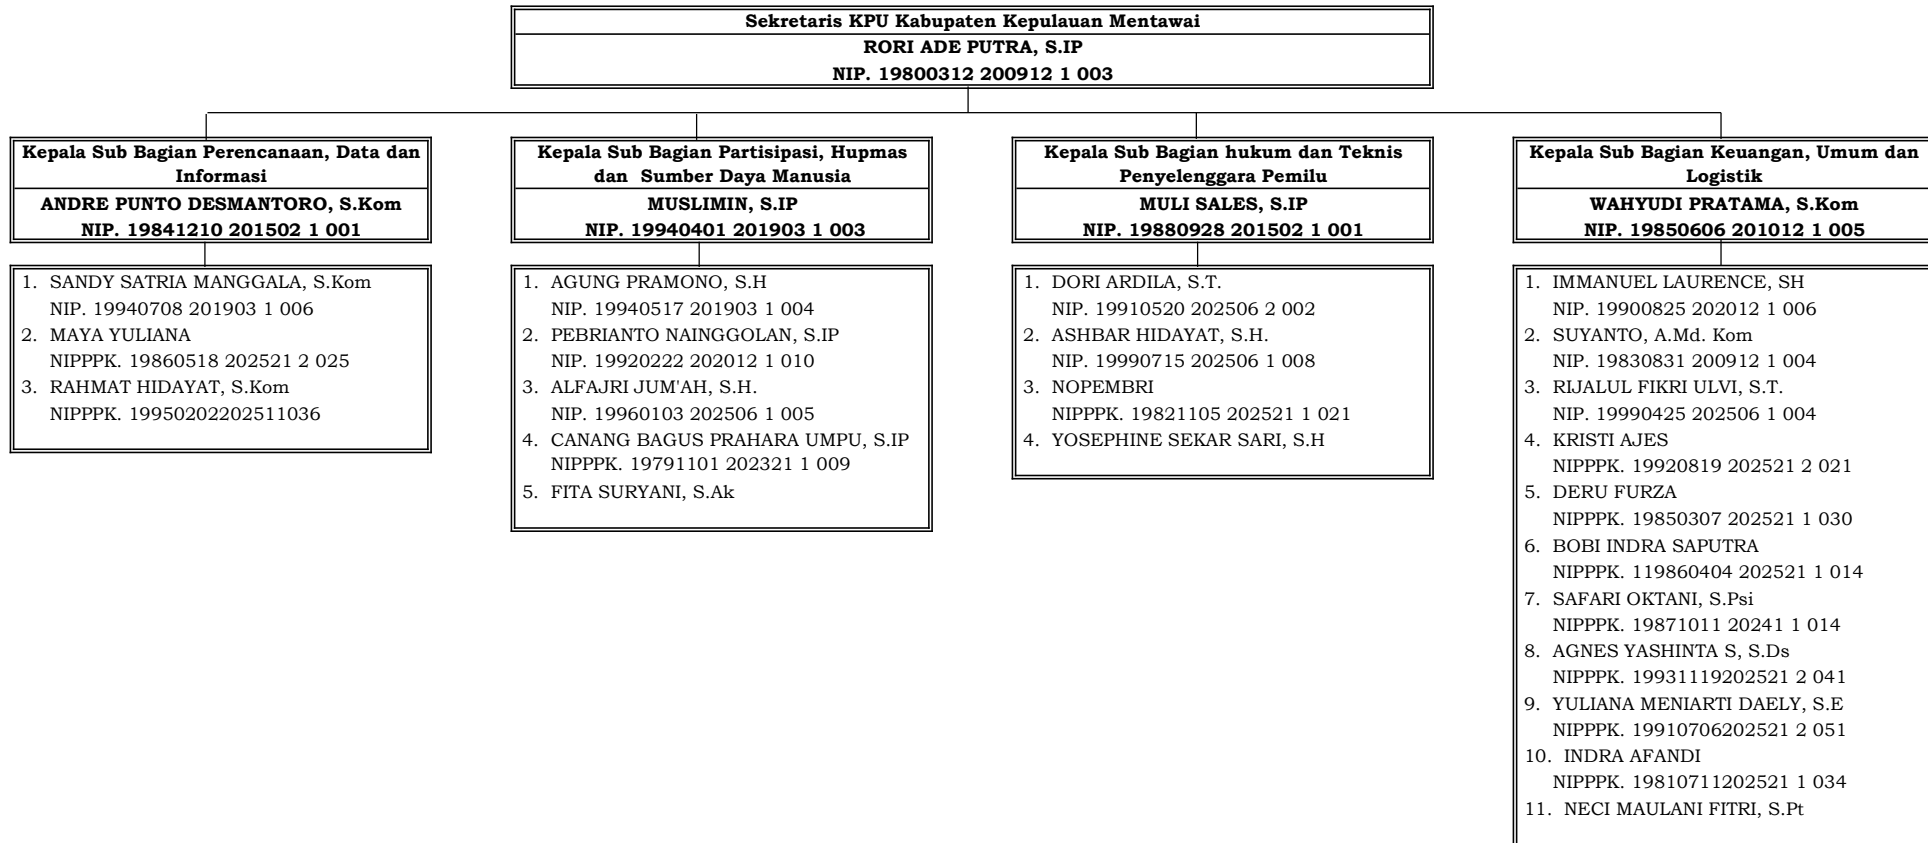 Sekretaris KPU Kabupaten Kepulauan Mentawai
RORI ADE PUTRA, S.IP
NIP. 19800312 200912 1 003
Kepala Sub Bagian Perencanaan, Data dan
Informasi
ANDRE PUNTO DESMANTORO, S.Kom
NIP. 19841210 201502 1 001
1. SANDY SATRIA MANGGALA, S.Kom
NIP. 19940708 201903 1 006
2. MAYA YULIANA
NIPPPK. 19860518 202521 2 025
3. RAHMAT HIDAYAT, S.Kom
NIPPPK. 19950202202511036
Kepala Sub Bagian Partisipasi, Hupmas
dan Sumber Daya Manusia
MUSLIMIN, S.IP
NIP. 19940401 201903 1 003
1. AGUNG PRAMONO, S.H
NIP. 19940517 201903 1 004
2. PEBRIANTO NAINGGOLAN, S.IP
NIP. 19920222 202012 1 010
3. ALFAJRI JUM'AH, S.H.
NIP. 19960103 202506 1 005
4. CANANG BAGUS PRAHARA UMPU, S.IP
NIPPPK. 19791101 202321 1 009
5. FITA SURYANI, S.Ak
Kepala Sub Bagian hukum dan Teknis
Penyelenggara Pemilu
MULI SALES, S.IP
NIP. 19880928 201502 1 001
1. DORI ARDILA, S.T.
NIP. 19910520 202506 2 002
2. ASHBAR HIDAYAT, S.H.
NIP. 19990715 202506 1 008
3. NOPEMBRI
NIPPPK. 19821105 202521 1 021
4. YOSEPHINE SEKAR SARI, S.H
Kepala Sub Bagian Keuangan, Umum dan
Logistik
WAHYUDI PRATAMA, S.Kom
NIP. 19850606 201012 1 005
1. IMMANUEL LAURENCE, SH
NIP. 19900825 202012 1 006
2. SUYANTO, A.Md. Kom
NIP. 19830831 200912 1 004
3. RIJALUL FIKRI ULVI, S.T.
NIP. 19990425 202506 1 004
4. KRISTI AJES
NIPPPK. 19920819 202521 2 021
5. DERU FURZA
NIPPPK. 19850307 202521 1 030
6. BOBI INDRA SAPUTRA
NIPPPK. 119860404 202521 1 014
7. SAFARI OKTANI, S.Psi
NIPPPK. 19871011 20241 1 014
8. AGNES YASHINTA S, S.Ds
NIPPPK. 19931119202521 2 041
9. YULIANA MENIARTI DAELY, S.E
NIPPPK. 19910706202521 2 051
10. INDRA AFANDI
NIPPPK. 19810711202521 1 034
11. NECI MAULANI FITRI, S.Pt